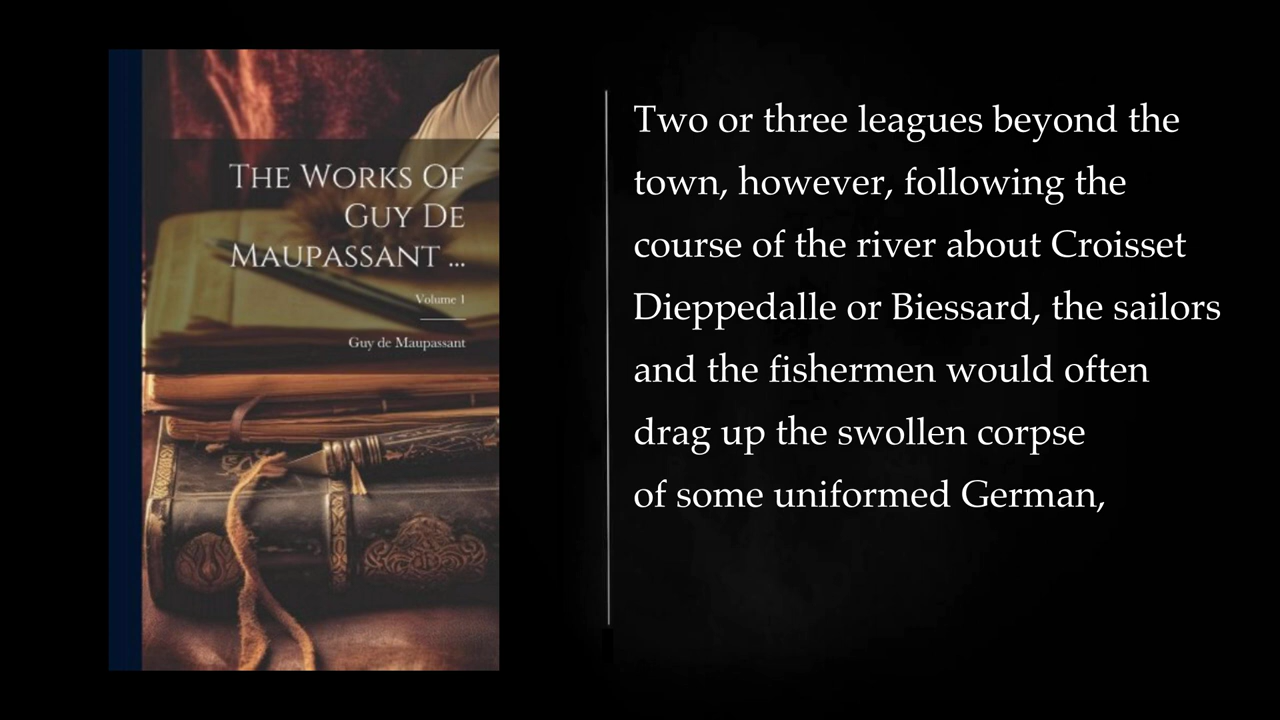 The Works Of
Guy De
Maupassant ...
Volume 1
Guy de Maupassant
Two or three leagues beyond the
town, however, following the
course of the river about Croisset
Dieppedalle or Biessard, the sailors
and the fishermen would often
drag up the swollen corpse
of some uniformed German,